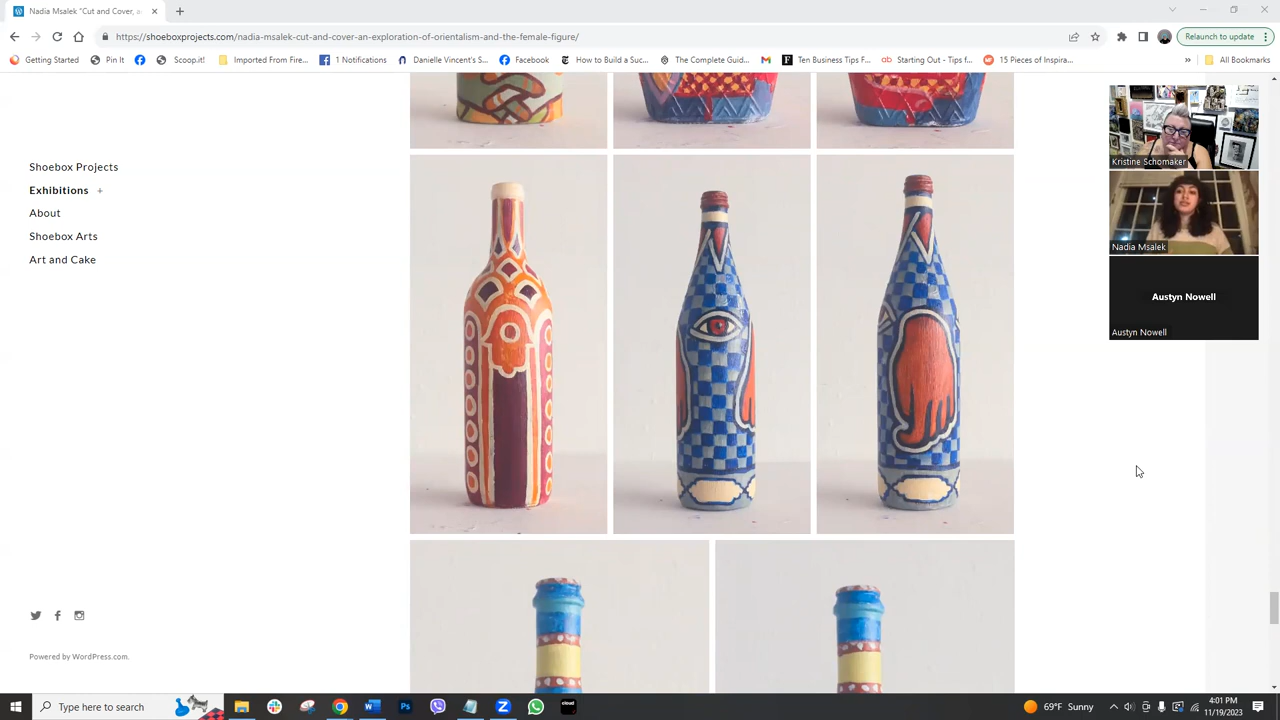 Nadia Msalek "Cut and Cover, a
https://shoeboxprojects.com/nadia-msalek-cut-and-cover-an-exploration-of-orientalism-and-the-female-figure/
Relaunch to update
Getting Started
Pin It
Scoop.it!
Imported From Fire...
1 Notifications
Danielle Vincent's S...
Facebook
How to Build a Suc...
The Complete Guid...
Ten Business Tips F...
Starting Out - Tips f...
15 Pieces of Inspira...
»
All Bookmarks
Shoebox Projects
Exhibitions +
About
Shoebox Arts
Art and Cake
Kristine Schomaker
Nadia Msalek
Austyn Nowell
Austyn Nowell
Powered by WordPress.com.
Type here to search
cloud
69°F Sunny
4:01 PM
11/19/2023